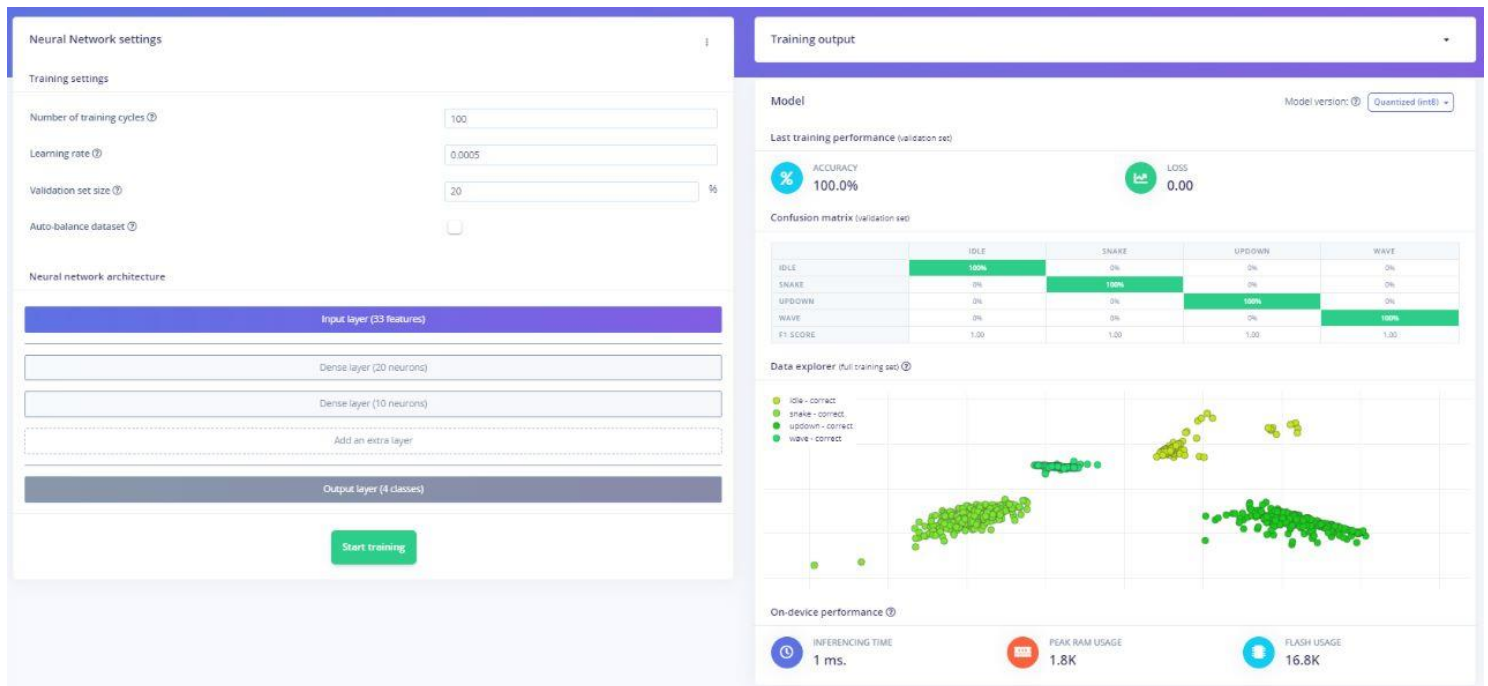 Neural Network settings
Training settings
Number of training cycles
100
Learning rate
0.0005
Validation set size
20
%
Auto-balance dataset
Neural network architecture
Input layer (33 features)
Dense layer (20 neurons)
Dense layer (10 neurons)
Add an extra layer
Output layer (4 classes)
Start training
Training output
Model
Model version:
Quantized (int8)
Last training performance (validation set)
%
ACCURACY
100.0%
LOSS
0.00
Confusion matrix (validation set)
IDLE SNAKE UPDOWN WAVE
IDLE 100% 0% 0% 0%
SNAKE 0% 100% 0% 0%
UPDOWN 0% 0% 100% 0%
WAVE 0% 0% 0% 100%
F1 SCORE 1.00 1.00 1.00 1.00
Data explorer (full training set)
idle - correct
snake - correct
updown - correct
wave - correct
On-device performance
INFERENCING TIME
1 ms.
PEAK RAM USAGE
1.8K
FLASH USAGE
16.8K